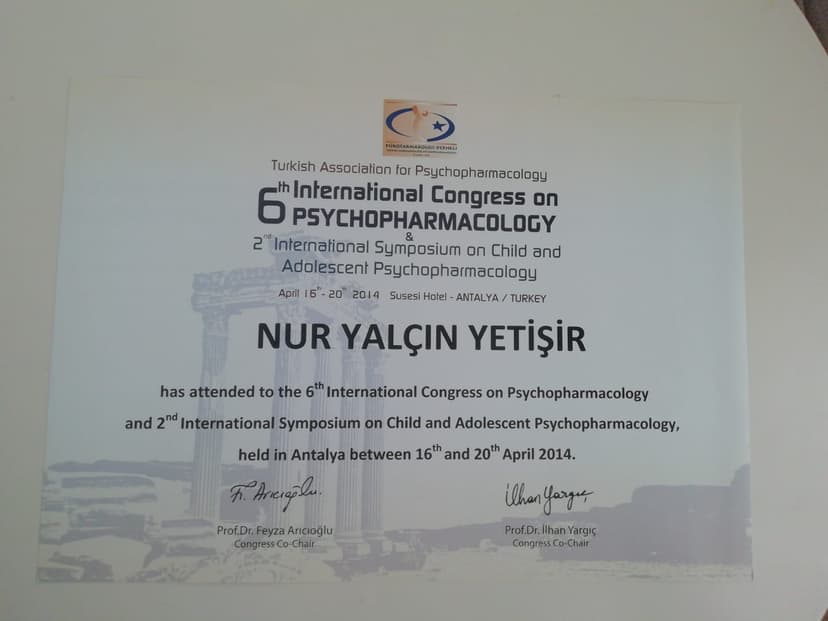 PSİKOFARMAKOLOJİ DERNEĞİ
Turkish Association for Psychopharmacology
6th International Congress on
PSYCHOPHARMACOLOGY
&
2nd International Symposium on Child and
Adolescent Psychopharmacology
April 16th - 20th 2014 Susesi Hotel - ANTALYA / TURKEY
NUR YALÇIN YETİŞİR
has attended to the 6th International Congress on Psychopharmacology
and 2nd International Symposium on Child and Adolescent Psychopharmacology,
held in Antalya between 16th and 20th April 2014.
F. Arıcıoğlu.
İlhan Yargıç
Prof.Dr. Feyza Arıcıoğlu
Congress Co-Chair
Prof.Dr. İlhan Yargıç
Congress Co-Chair